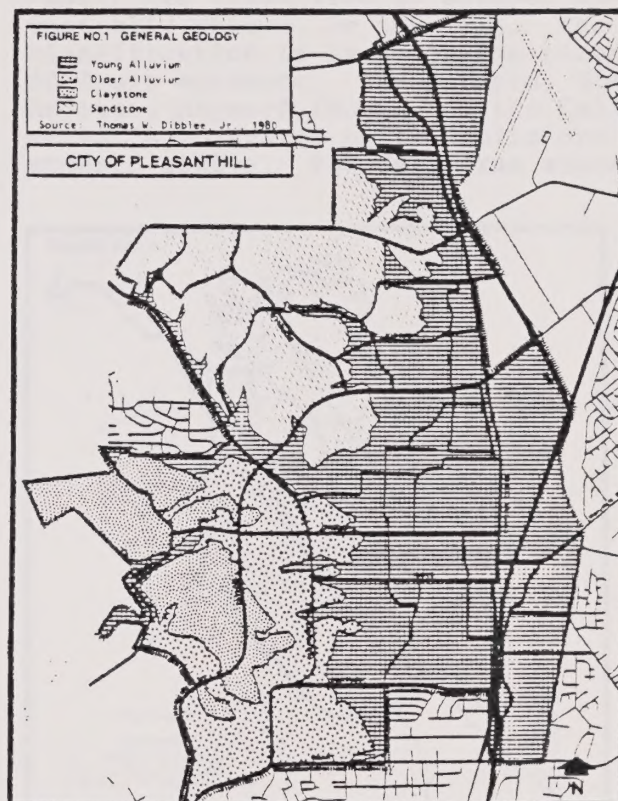 FIGURE NO.1 GENERAL GEOLOGY
Young Alluvium
Older Alluvium
Claystone
Sandstone
Source: Thomas W. Dibblee, Jr., 1980
CITY OF PLEASANT HILL
N